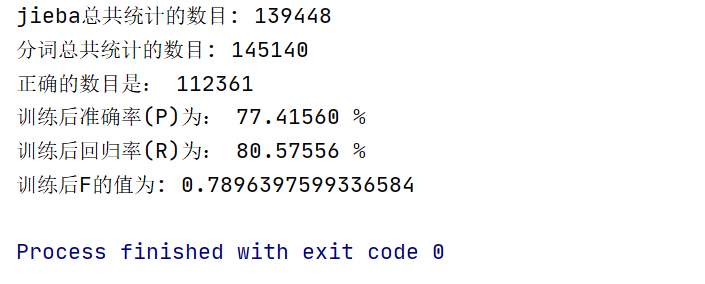 jieba总共统计的数目: 139448
分词总共统计的数目: 145140
正确的数目是： 112361
训练后准确率(P)为： 77.41560 %
训练后回归率(R)为： 80.57556 %
训练后F的值为: 0.7896397599336584
Process finished with exit code 0